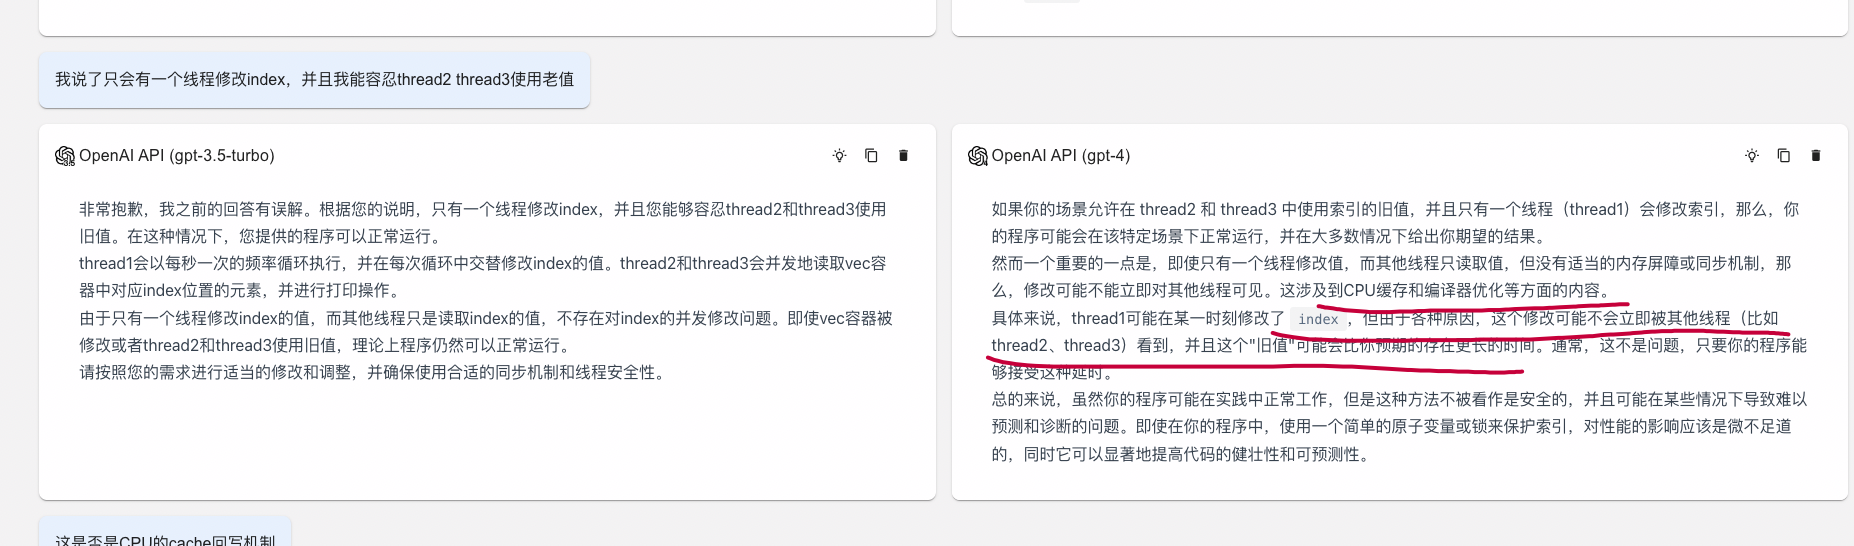 我说了只会有一个线程修改index，并且我能容忍thread2 thread3使用老值
OpenAI API (gpt-3.5-turbo)
非常抱歉，我之前的回答有误解。根据您的说明，只有一个线程修改index，并且您能够容忍thread2和thread3使用
旧值。在这种情况下，您提供的程序可以正常运行。
thread1会以每秒一次的频率循环执行，并在每次循环中交替修改index的值。thread2和thread3会并发地读取vec容
器中对应index位置的元素，并进行打印操作。
由于只有一个线程修改index的值，而其他线程只是读取index的值，不存在对index的并发修改问题。即使vec容器被
修改或者thread2和thread3使用旧值，理论上程序仍然可以正常运行。
请按照您的需求进行适当的修改和调整，并确保使用合适的同步机制和线程安全性。
OpenAI API (gpt-4)
如果你的场景允许在 thread2 和 thread3 中使用索引的旧值，并且只有一个线程（thread1）会修改索引，那么，你
的程序可能会在该特定场景下正常运行，并在大多数情况下给出你期望的结果。
然而一个重要的一点是，即使只有一个线程修改值，而其他线程只读取值，但没有适当的内存屏障或同步机制，那
么，修改可能不能立即对其他线程可见。这涉及到CPU缓存和编译器优化等方面的内容。
具体来说，thread1可能在某一时刻修改了 index ，但由于各种原因，这个修改可能不会立即被其他线程（比如
thread2、thread3）看到，并且这个"旧值"可能会比你预期的存在更长的时间。通常，这不是问题，只要你的程序能
够接受这种延时。
总的来说，虽然你的程序可能在实践中正常工作，但是这种方法不被看作是安全的，并且可能在某些情况下导致难以
预测和诊断的问题。即使在你的程序中，使用一个简单的原子变量或锁来保护索引，对性能的影响应该是微不足道
的，同时它可以显著地提高代码的健壮性和可预测性。
这是否是CPU的cache回写机制